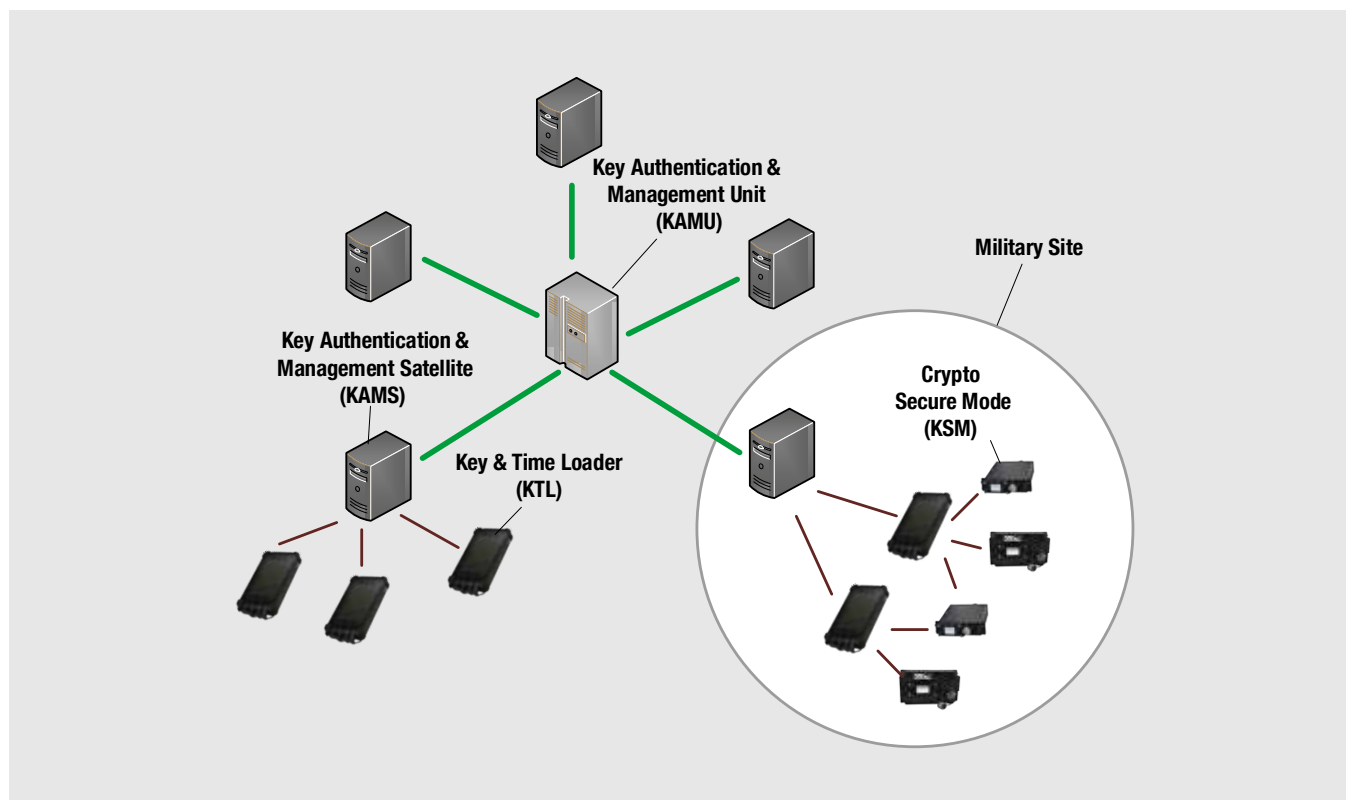 Key Authentication &
Management Unit
(KAMU)
Military Site
Key Authentication &
Management Satellite
(KAMS)
Crypto
Secure Mode
(KSM)
Key & Time Loader
(KTL)